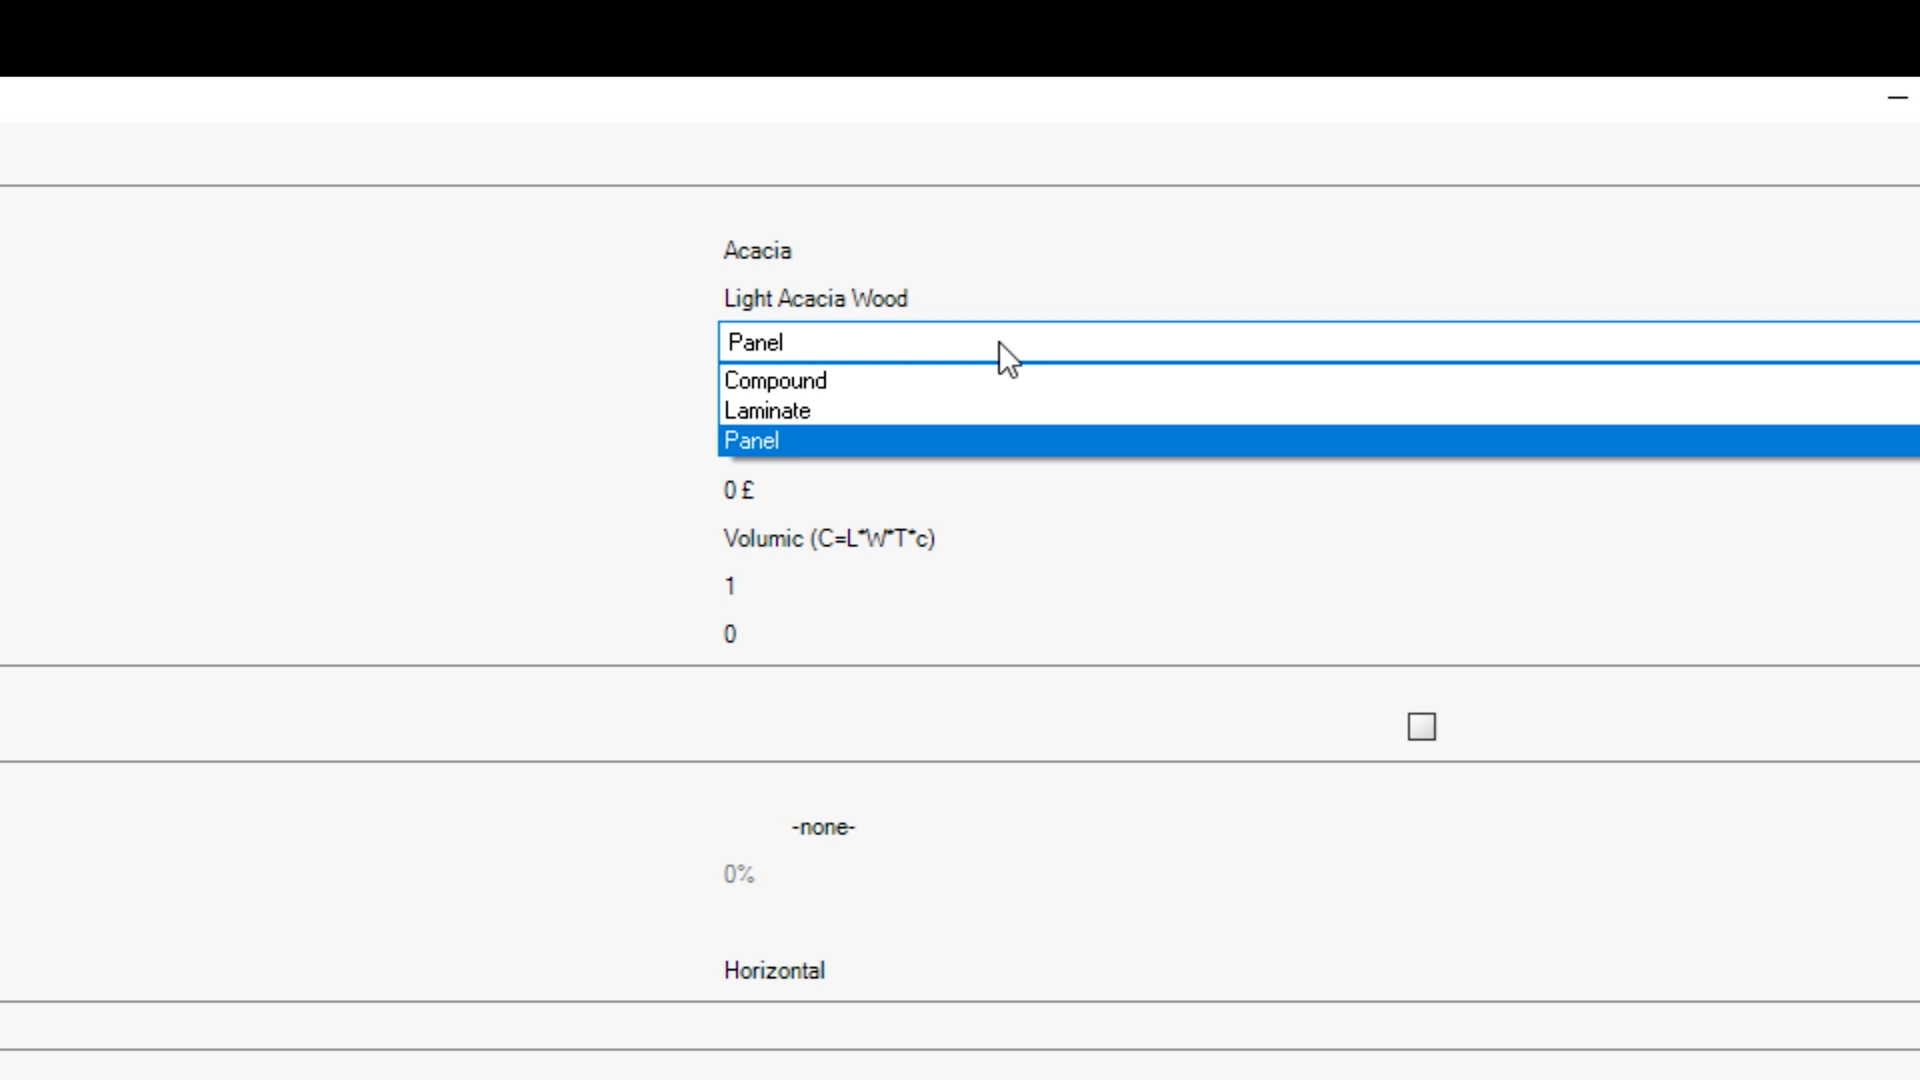 Acacia
Light Acacia Wood
Panel
Compound
Laminate
Panel
0 £
Volumic (C=L*W*T*c)
1
0
-none-
0%
Horizontal